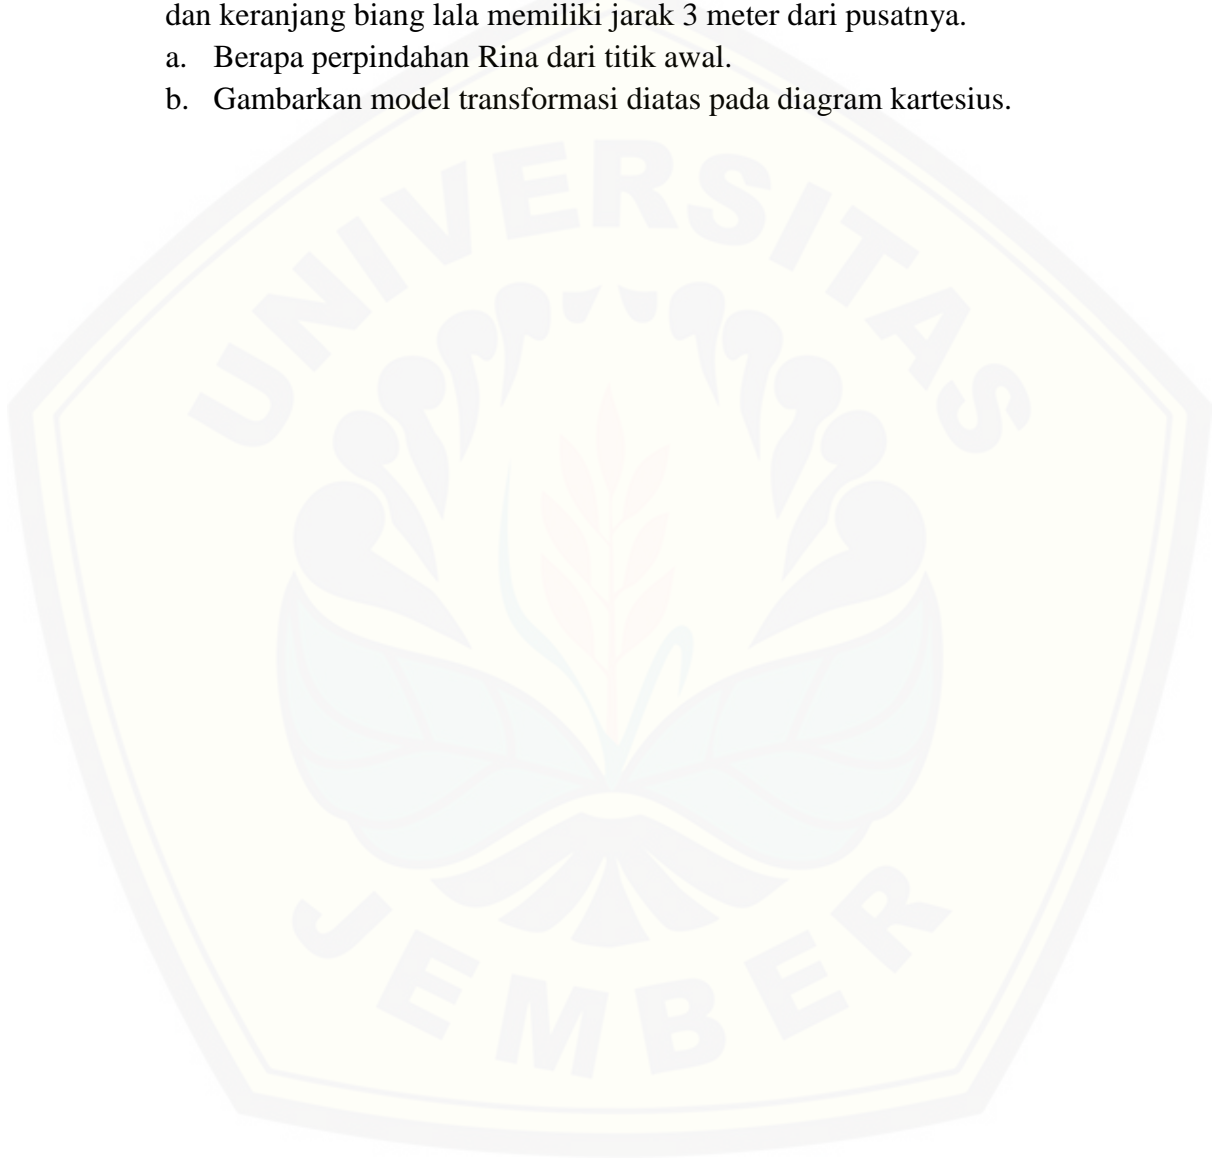 dan keranjang biang lala memiliki jarak 3 meter dari pusatnya.
a. Berapa perpindahan Rina dari titik awal.
b. Gambarkan model transformasi diatas pada diagram kartesius.
UNIVERSITAS
JEMBER